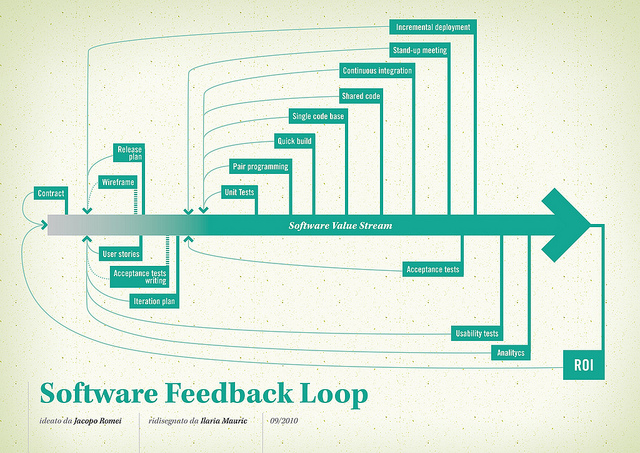 Incremental deployment
Stand-up meeting
Continuous integration
Shared code
Single code base
Quick build
Pair programming
Unit Tests
Release
plan
Wireframe
Contract
Software Value Stream
User stories
Acceptance tests
writing
Iteration plan
Acceptance tests
Usability tests
Analitycs
ROI
Software Feedback Loop
ideato da Jacopo Romei
ridisegnato da Ilaria Mauric
09/2010